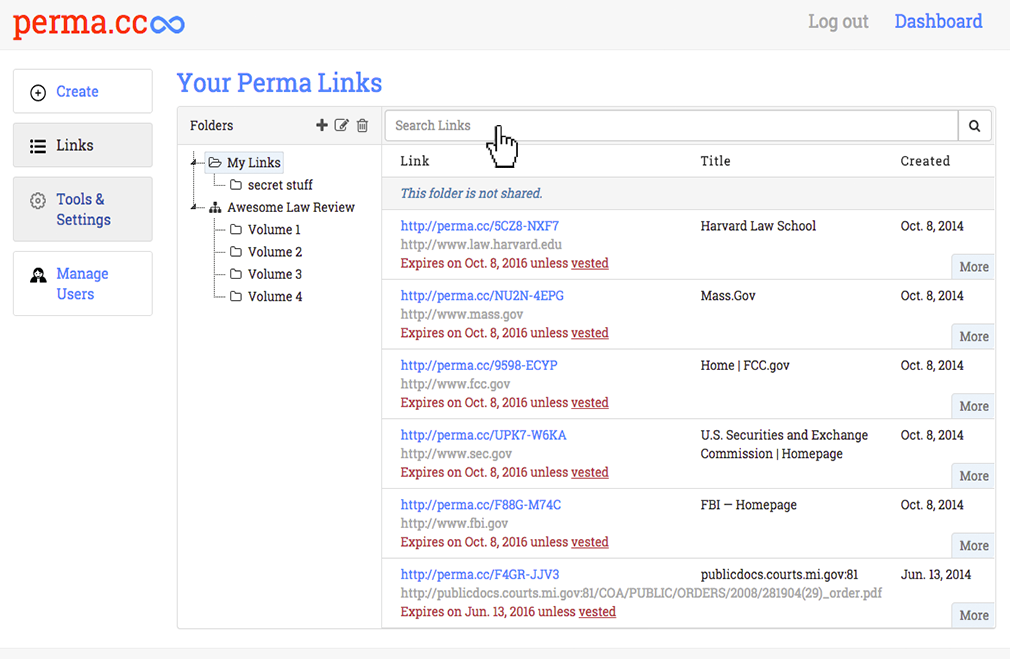 perma.cc
Log out
Dashboard
Create
Links
Tools &
Settings
Manage
Users
Your Perma Links
Folders
My Links
secret stuff
Awesome Law Review
Volume 1
Volume 2
Volume 3
Volume 4
Search Links
Link Title Created
This folder is not shared.
http://perma.cc/5CZ8-NXF7 Harvard Law School Oct. 8, 2014
http://www.law.harvard.edu
Expires on Oct. 8, 2016 unless vested
More
http://perma.cc/NU2N-4EPG Mass.Gov Oct. 8, 2014
http://www.mass.gov
Expires on Oct. 8, 2016 unless vested
More
http://perma.cc/9598-ECYP Home | FCC.gov Oct. 8, 2014
http://www.fcc.gov
Expires on Oct. 8, 2016 unless vested
More
http://perma.cc/UPK7-W6KA U.S. Securities and Exchange Oct. 8, 2014
http://www.sec.gov Commission | Homepage
Expires on Oct. 8, 2016 unless vested
More
http://perma.cc/F88G-M74C FBI — Homepage Oct. 8, 2014
http://www.fbi.gov
Expires on Oct. 8, 2016 unless vested
More
http://perma.cc/F4GR-JJV3 publicdocs.courts.mi.gov:81 Jun. 13, 2014
http://publicdocs.courts.mi.gov:81/COA/PUBLIC/ORDERS/2008/281904(29)_order.pdf
Expires on Jun. 13, 2016 unless vested
More